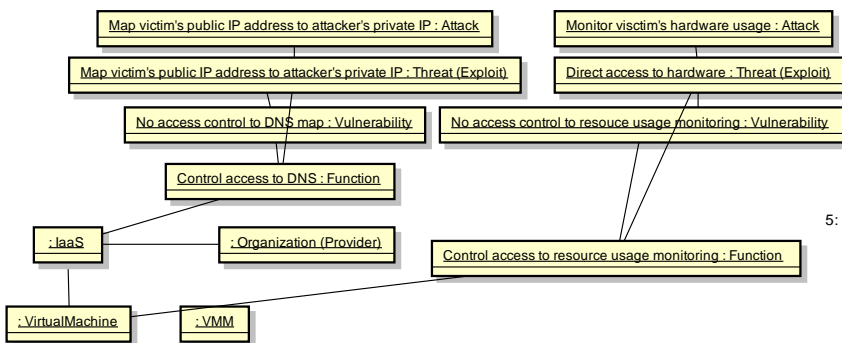 Map victim's public IP address to attacker's private IP : Attack
Monitor visctim's hardware usage : Attack
Map victim's public IP address to attacker's private IP : Threat (Exploit)
Direct access to hardware : Threat (Exploit)
No access control to DNS map : Vulnerability
No access control to resouce usage monitoring : Vulnerability
Control access to DNS : Function
5:
: IaaS
: Organization (Provider)
Control access to resource usage monitoring : Function
: VirtualMachine
: VMM